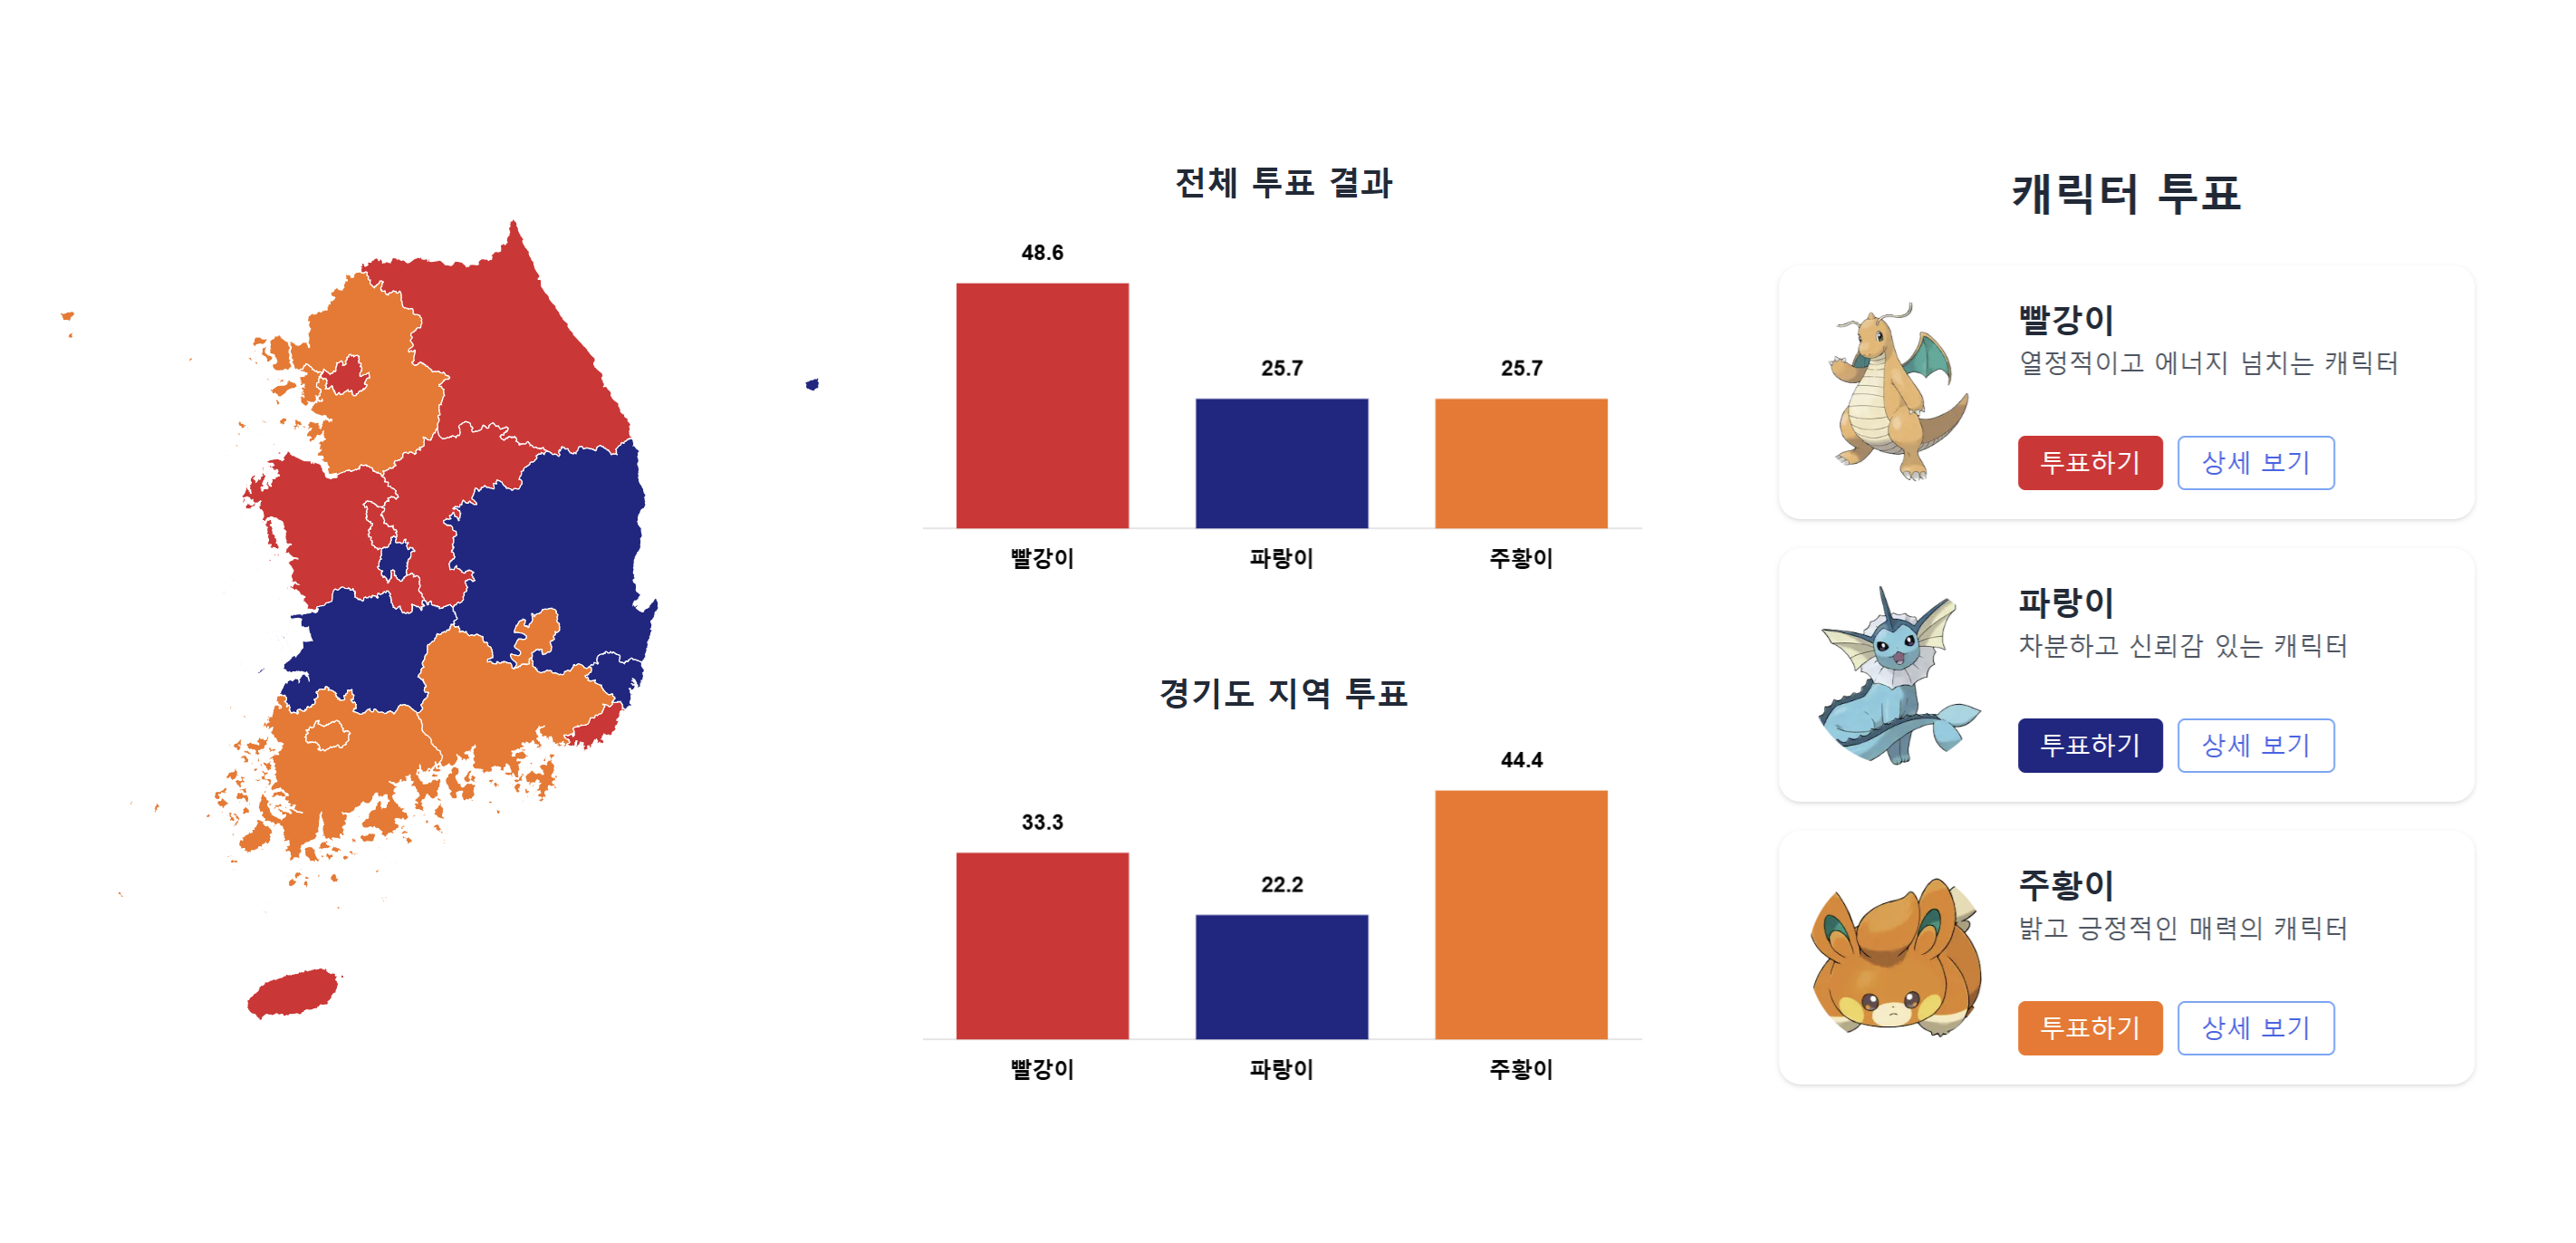 전체 투표 결과
48.6
25.7
25.7
빨강이
파랑이
주황이
경기도 지역 투표
33.3
22.2
44.4
빨강이
파랑이
주황이
캐릭터 투표
빨강이
열정적이고 에너지 넘치는 캐릭터
투표하기
상세 보기
파랑이
차분하고 신뢰감 있는 캐릭터
투표하기
상세 보기
주황이
밝고 긍정적인 매력의 캐릭터
투표하기
상세 보기